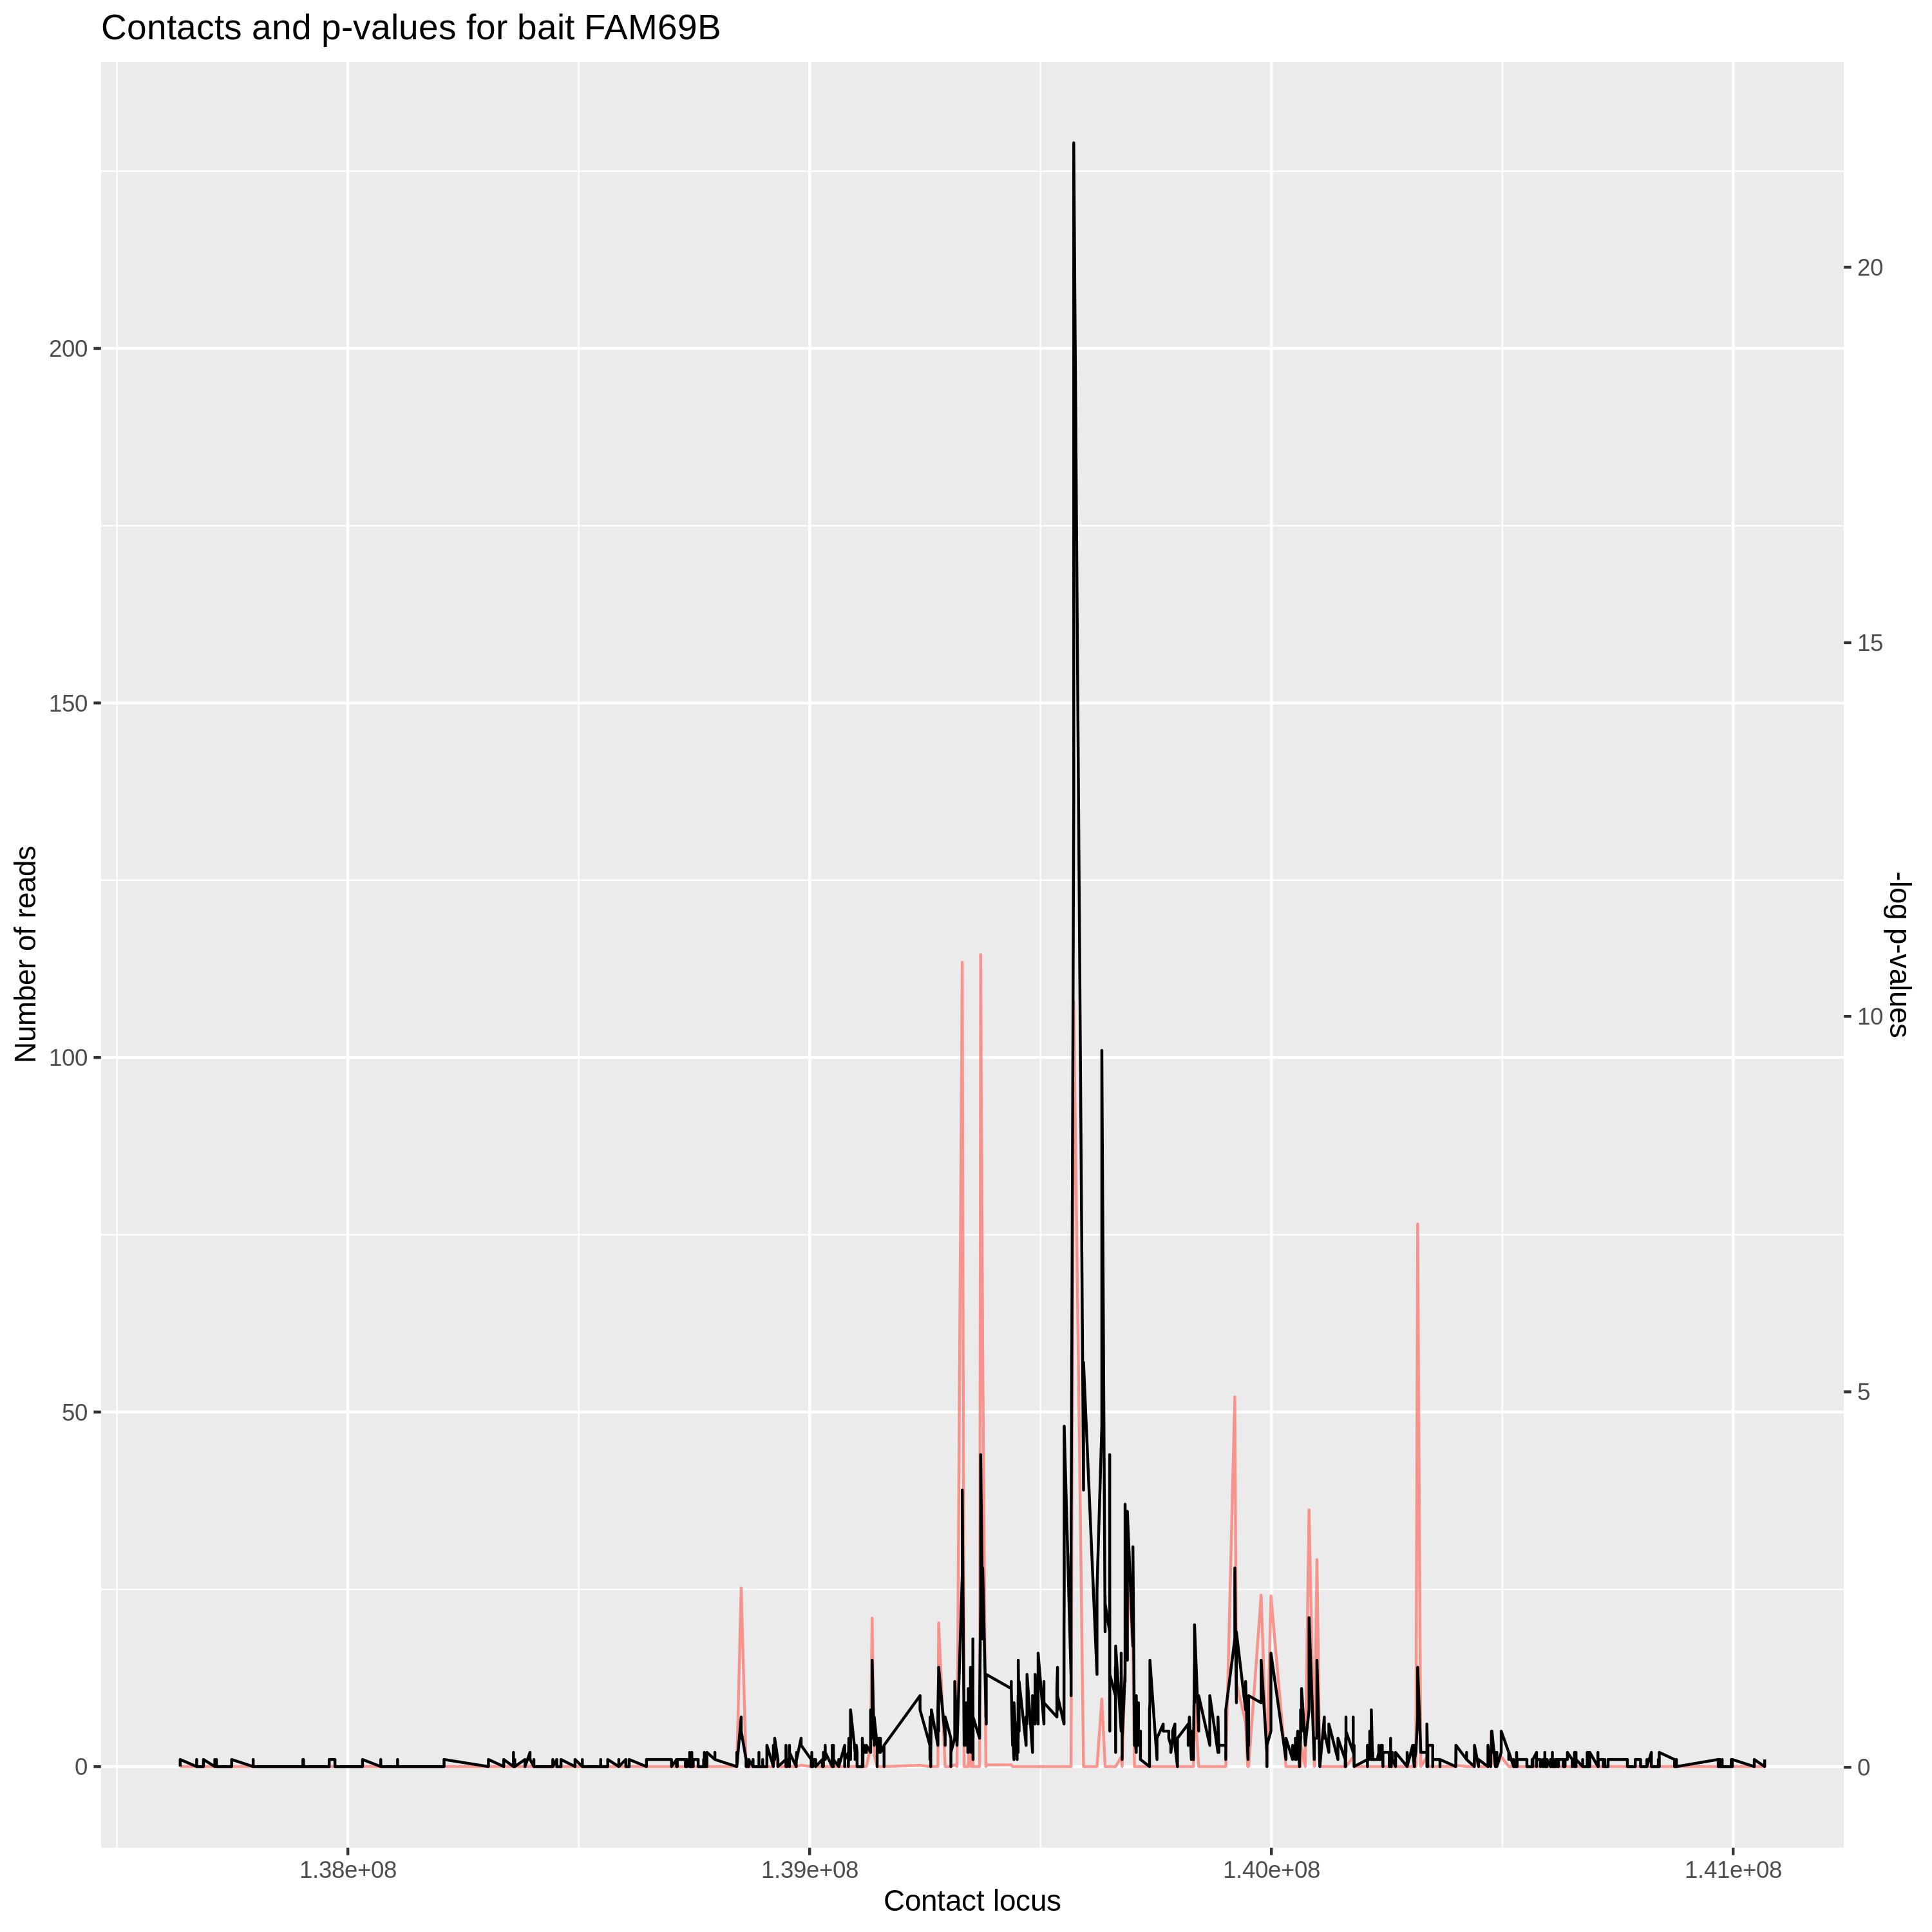 Contacts and p-values for bait FAM69B
Number of reads
200
150
100
50
0
20
15
10
5
0
-log p-values
1.38e+08
1.39e+08
1.40e+08
1.41e+08
Contact locus